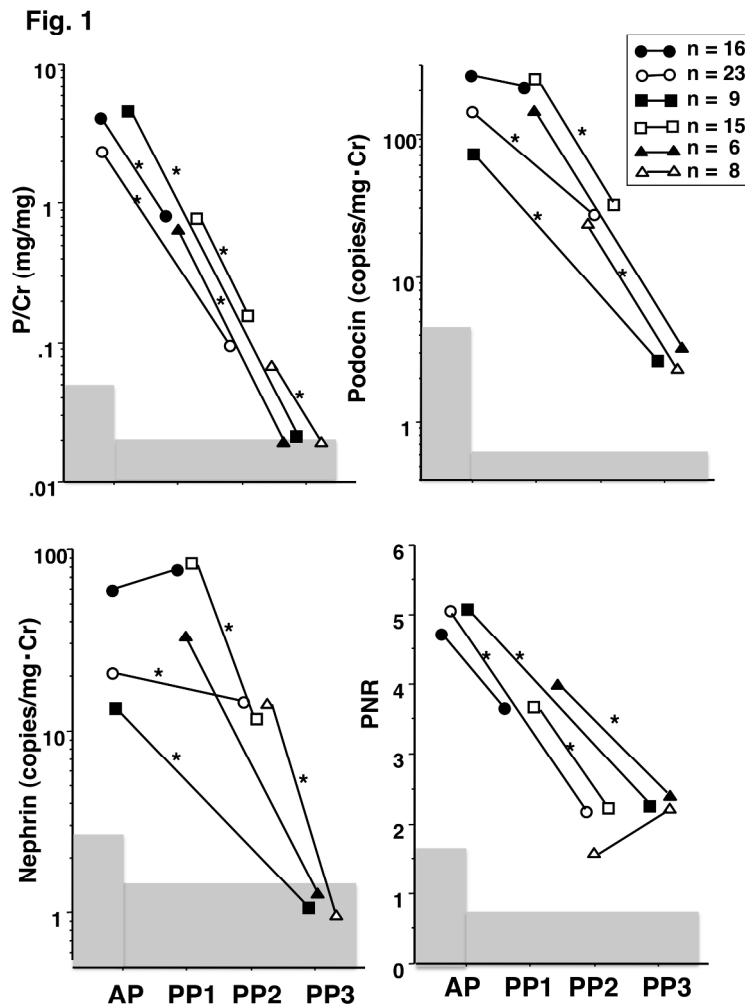 Fig. 1
n = 16
n = 23
n = 9
n = 15
n = 6
n = 8
P/Cr (mg/mg)
10
1
.1
.01
*
*
*
*
*
*
Podocin (copies/mg·Cr)
100
10
1
*
*
*
*
Nephrin (copies/mg·Cr)
100
10
1
*
*
*
*
AP PP1 PP2 PP3
PNR
6
5
4
3
2
1
0
*
*
*
*
AP PP1 PP2 PP3